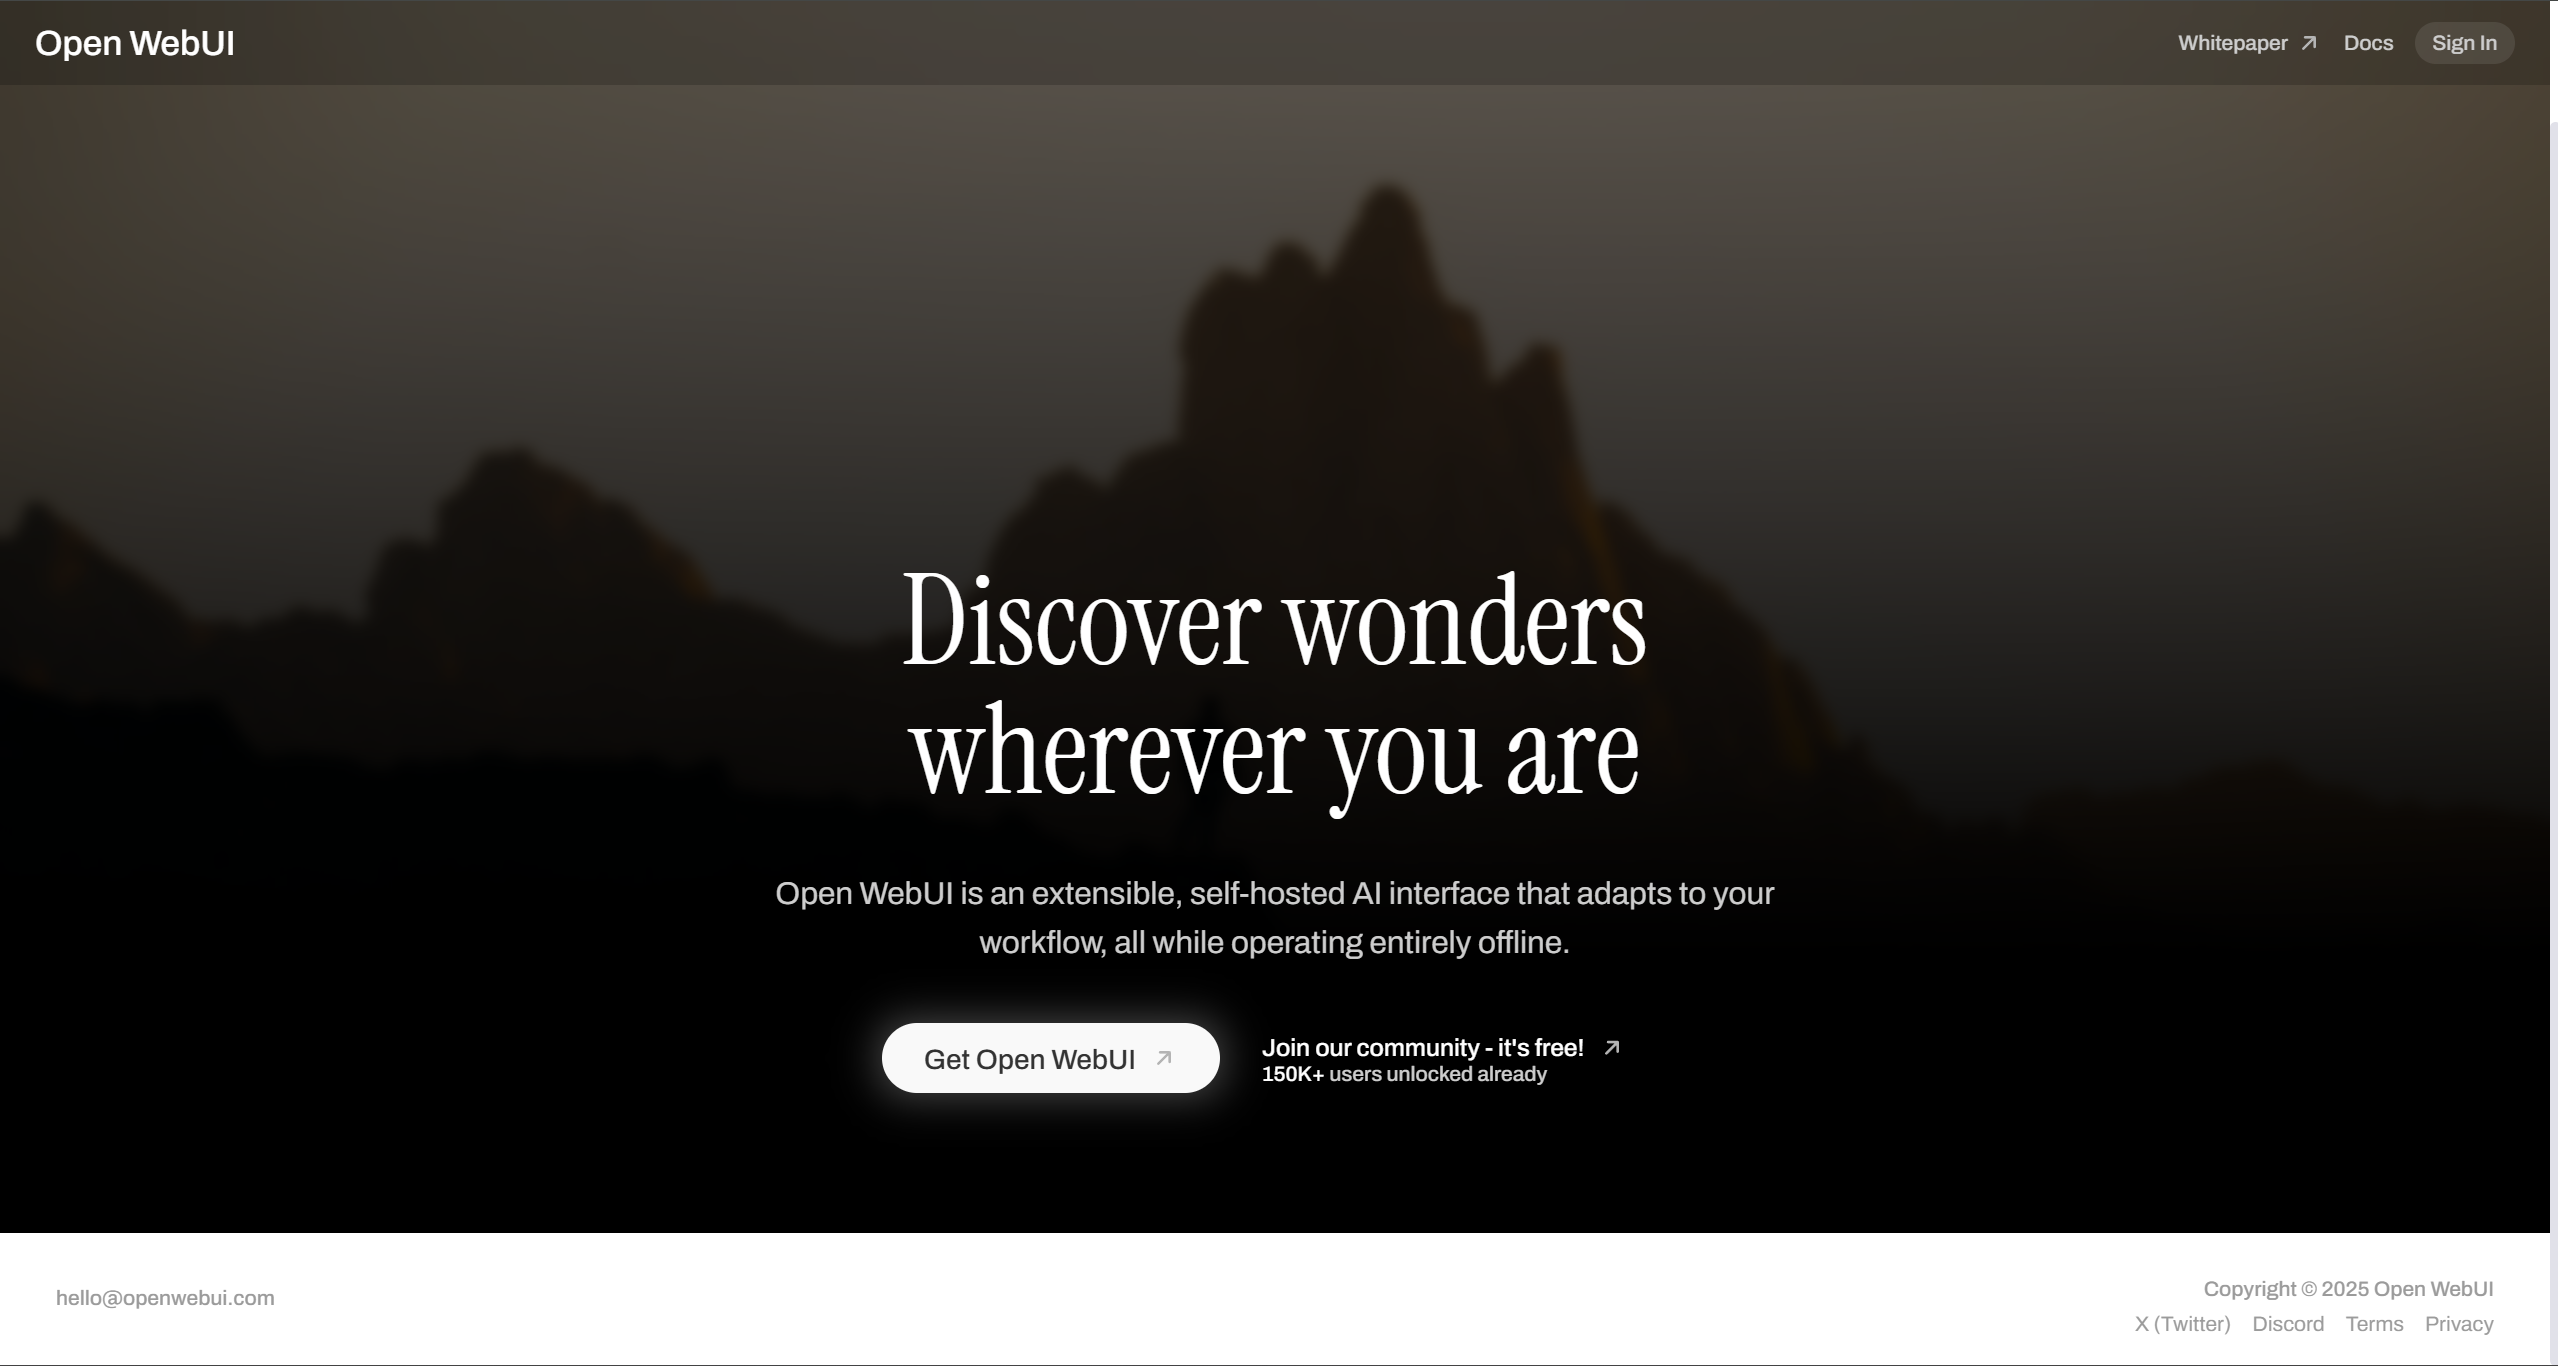 Open WebUI
Whitepaper Docs Sign In
Discover wonders
wherever you are
Open WebUI is an extensible, self-hosted AI interface that adapts to your
workflow, all while operating entirely offline.
Get Open WebUI
Join our community - it's free!
150K+ users unlocked already
hello@openwebui.com
Copyright © 2025 Open WebUI
X (Twitter) Discord Terms Privacy